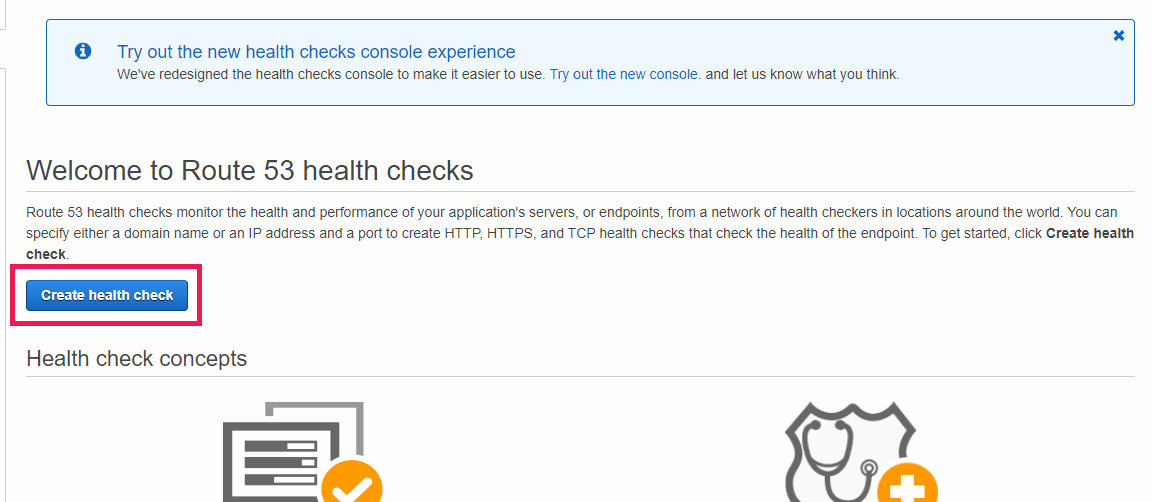 Try out the new health checks console experience
We've redesigned the health checks console to make it easier to use. Try out the new console. and let us know what you think.
Welcome to Route 53 health checks
Route 53 health checks monitor the health and performance of your application's servers, or endpoints, from a network of health checkers in locations around the world. You can
specify either a domain name or an IP address and a port to create HTTP, HTTPS, and TCP health checks that check the health of the endpoint. To get started, click Create health
check.
Create health check
Health check concepts